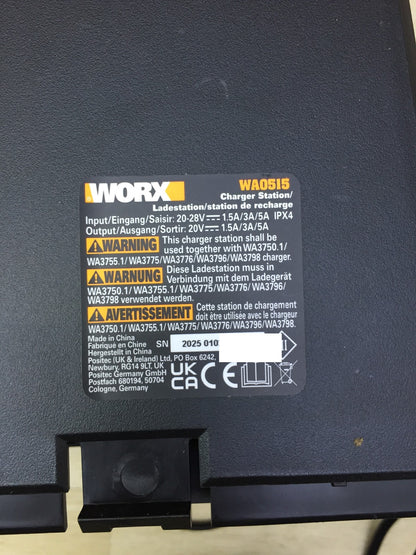 WORX
WA0515
Charger Station/
Ladestation/station de recharge
Input/Eingang/Saisir: 20-28V⎓ 1.5A/3A/5A IPX4
Output/Ausgang/Sortir: 20V⎓ 1.5A/3A/5A
WARNING This charger station shall be
used together with WA3750.1/
WA3755.1/ WA3775/WA3776/WA3796/WA3798 charger.
WARNUNG Diese Ladestation muss in
Verbindung mit dem Ladegerät
WA3750.1/ WA3755.1/ WA3775/WA3776/WA3796/
WA3798 verwendet werden.
AVERTISSEMENT Cette station de chargement
doit être utilisée avec le chargeur
WA3750.1/ WA3755.1/ WA3775/WA3776/WA3796/WA3798.
Made in China
Fabriqué en Chine
Hergestellt in China
SN 2025 010
Positec (UK & Ireland) Ltd, PO Box 6242,
Newbury, RG14 9LT, UK
Positec Germany GmbH
Postfach 680194, 50704
Cologne, Germany
UK
CA
CE